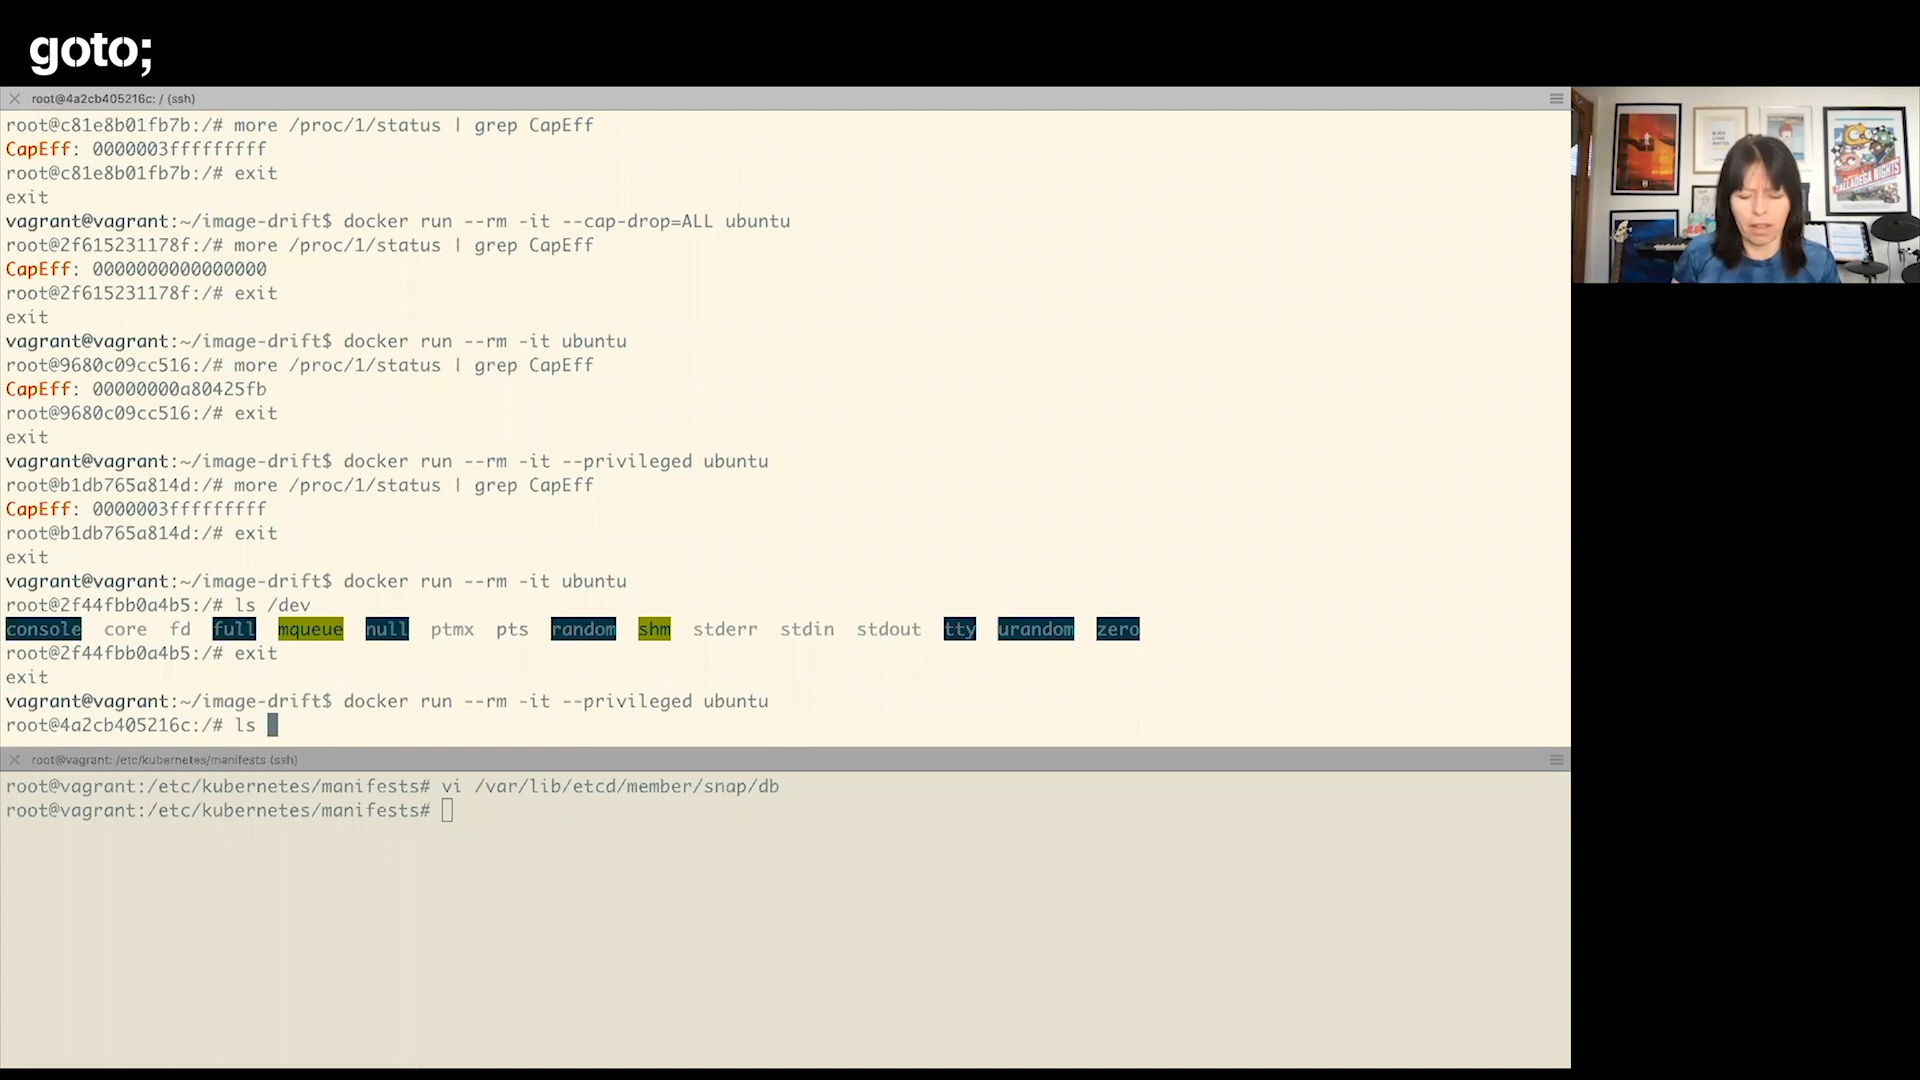 goto;
root@4a2cb405216c: / (ssh)
root@c81e8b01fb7b:/# more /proc/1/status | grep CapEff
CapEff: 0000003fffffffff
root@c81e8b01fb7b:/# exit
exit
vagrant@vagrant:~/image-drift$ docker run --rm -it --cap-drop=ALL ubuntu
root@2f615231178f:/# more /proc/1/status | grep CapEff
CapEff: 0000000000000000
root@2f615231178f:/# exit
exit
vagrant@vagrant:~/image-drift$ docker run --rm -it ubuntu
root@9680c09cc516:/# more /proc/1/status | grep CapEff
CapEff: 00000000a80425fb
root@9680c09cc516:/# exit
exit
vagrant@vagrant:~/image-drift$ docker run --rm -it --privileged ubuntu
root@b1db765a814d:/# more /proc/1/status | grep CapEff
CapEff: 0000003fffffffff
root@b1db765a814d:/# exit
exit
vagrant@vagrant:~/image-drift$ docker run --rm -it ubuntu
root@2f44fbb0a4b5:/# ls /dev
console core fd full mqueue null ptmx pts random shm stderr stdin stdout tty urandom zero
root@2f44fbb0a4b5:/# exit
exit
vagrant@vagrant:~/image-drift$ docker run --rm -it --privileged ubuntu
root@4a2cb405216c:/# ls
root@vagrant: /etc/kubernetes/manifests (ssh)
root@vagrant:/etc/kubernetes/manifests# vi /var/lib/etcd/member/snap/db
root@vagrant:/etc/kubernetes/manifests#
TALLADEGA NIGHTS